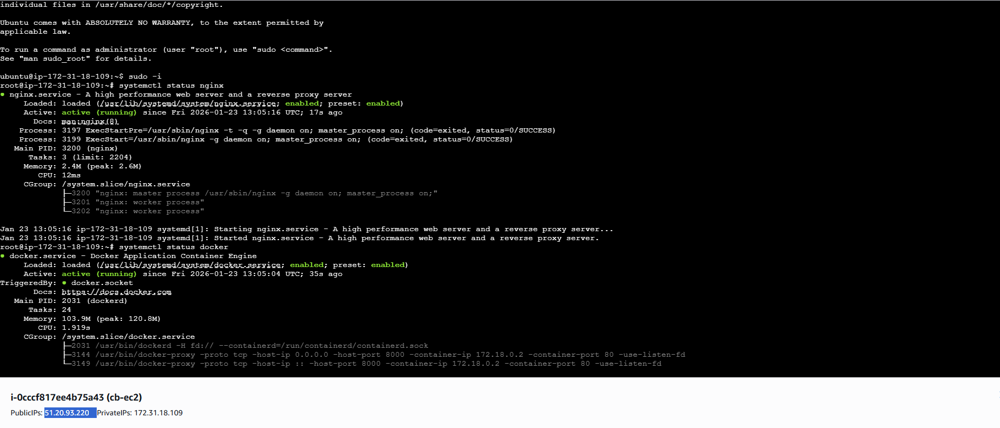 individual files in /usr/share/doc/*/copyright.
Ubuntu comes with ABSOLUTELY NO WARRANTY, to the extent permitted by
applicable law.
To run a command as administrator (user "root"), use "sudo <command>".
See "man sudo_root" for details.
ubuntu@ip-172-31-18-109:~$ sudo -i
root@ip-172-31-18-109:~# systemctl status nginx
● nginx.service - A high performance web server and a reverse proxy server
Loaded: loaded (/usr/lib/systemd/system/nginx.service; enabled; preset: enabled)
Active: active (running) since Fri 2026-01-23 13:05:16 UTC; 17s ago
Docs: man:nginx(8)
Process: 3197 ExecStartPre=/usr/sbin/nginx -t -q -g daemon on; master_process on; (code=exited, status=0/SUCCESS)
Process: 3199 ExecStart=/usr/sbin/nginx -g daemon on; master_process on; (code=exited, status=0/SUCCESS)
Main PID: 3200 (nginx)
Tasks: 3 (limit: 2204)
Memory: 2.4M (peak: 2.6M)
CPU: 12ms
CGroup: /system.slice/nginx.service
├─3200 "nginx: master process /usr/sbin/nginx -g daemon on; master_process on;"
├─3201 "nginx: worker process"
└─3202 "nginx: worker process"
Jan 23 13:05:16 ip-172-31-18-109 systemd[1]: Starting nginx.service - A high performance web server and a reverse proxy server...
Jan 23 13:05:16 ip-172-31-18-109 systemd[1]: Started nginx.service - A high performance web server and a reverse proxy server.
root@ip-172-31-18-109:~# systemctl status docker
● docker.service - Docker Application Container Engine
Loaded: loaded (/usr/lib/systemd/system/docker.service; enabled; preset: enabled)
Active: active (running) since Fri 2026-01-23 13:05:04 UTC; 35s ago
TriggeredBy: ● docker.socket
Docs: https://docs.docker.com
Main PID: 2031 (dockerd)
Tasks: 24
Memory: 103.9M (peak: 120.8M)
CPU: 1.919s
CGroup: /system.slice/docker.service
├─2031 /usr/bin/dockerd -H fd:// --containerd=/run/containerd/containerd.sock
├─3144 /usr/bin/docker-proxy -proto tcp -host-ip 0.0.0.0 -host-port 8000 -container-ip 172.18.0.2 -container-port 80 -use-listen-fd
└─3149 /usr/bin/docker-proxy -proto tcp -host-ip :: -host-port 8000 -container-ip 172.18.0.2 -container-port 80 -use-listen-fd
i-0cccf817ee4b75a43 (cb-ec2)
PublicIPs: 51.20.93.220 PrivateIPs: 172.31.18.109